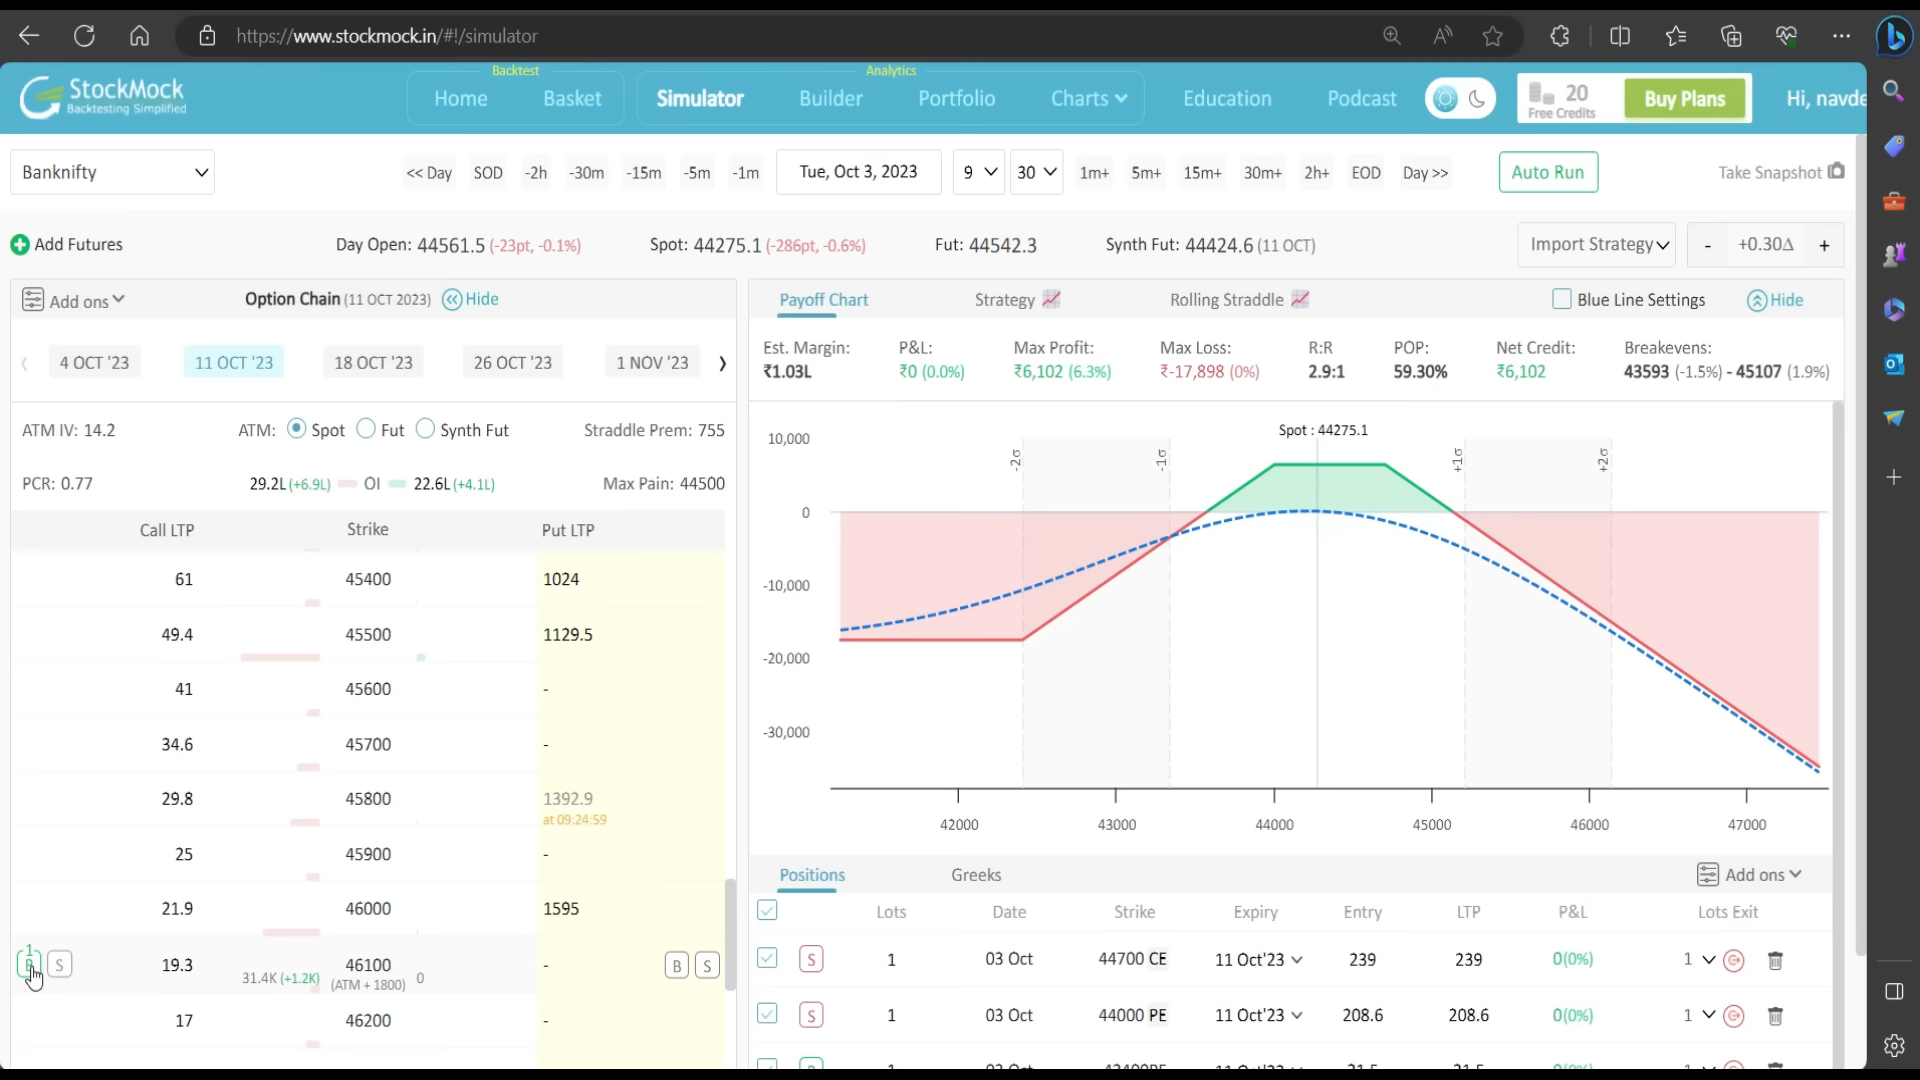 https://www.stockmock.in/#!/simulator
StockMock
Backtesting Simplified
Backtest
Home Basket
Analytics
Simulator Builder Portfolio Charts
Education Podcast
20
Free Credits
Buy Plans
Hi, navde
Banknifty
<< Day SOD -2h -30m -15m -5m -1m Tue, Oct 3, 2023 9 30 1m+ 5m+ 15m+ 30m+ 2h+ EOD Day >>
Auto Run
Take Snapshot
Add Futures
Day Open: 44561.5 (-23pt, -0.1%)
Spot: 44275.1 (-286pt, -0.6%)
Fut: 44542.3
Synth Fut: 44424.6 (11 OCT)
Import Strategy
- +0.30Δ +
Add ons
Option Chain (11 OCT 2023) Hide
4 OCT '23 11 OCT '23 18 OCT '23 26 OCT '23 1 NOV '23
ATM IV: 14.2
ATM: Spot Fut Synth Fut
Straddle Prem: 755
PCR: 0.77
29.2L (+6.9L) OI 22.6L (+4.1L)
Max Pain: 44500
Call LTP Strike Put LTP
61 45400 1024
49.4 45500 1129.5
41 45600 -
34.6 45700 -
29.8 45800 1392.9
at 09:24:59
25 45900 -
21.9 46000 1595
1
B S 19.3 46100 - B S
31.4K (+1.2K) (ATM + 1800) 0
17 46200 -
Payoff Chart Strategy Rolling Straddle
Blue Line Settings
Hide
Est. Margin: P&L: Max Profit: Max Loss: R:R POP: Net Credit: Breakevens:
₹1.03L ₹0 (0.0%) ₹6,102 (6.3%) ₹-17,898 (0%) 2.9:1 59.30% ₹6,102 43593 (-1.5%) - 45107 (1.9%)
Spot : 44275.1
10,000
0
-10,000
-20,000
-30,000
-2σ -1σ +1σ +2σ
42000 43000 44000 45000 46000 47000
Positions Greeks
Add ons
Lots Date Strike Expiry Entry LTP P&L Lots Exit
S 1 03 Oct 44700 CE 11 Oct'23 239 239 0(0%) 1
S 1 03 Oct 44000 PE 11 Oct'23 208.6 208.6 0(0%) 1